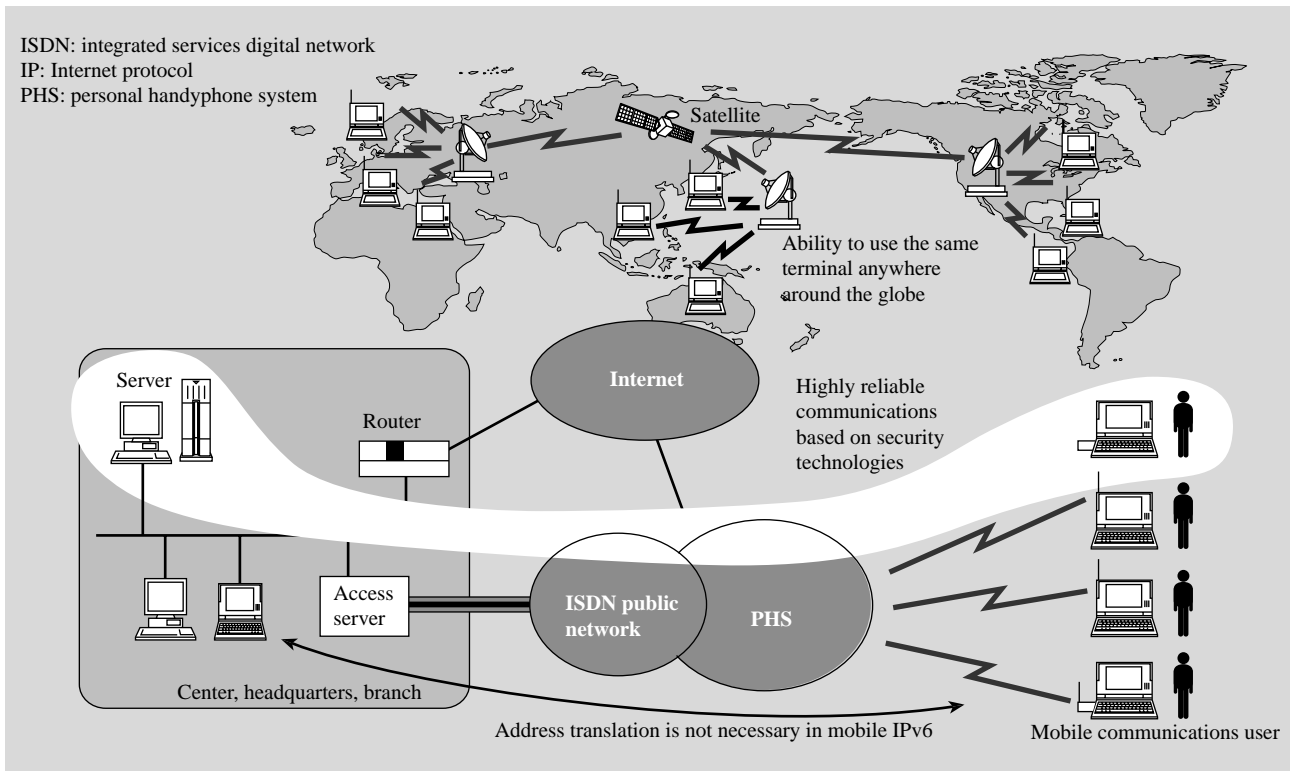 ISDN: integrated services digital network
IP: Internet protocol
PHS: personal handyphone system
Satellite
Ability to use the same
terminal anywhere
around the globe
Server
Router
Internet
Highly reliable
communications
based on security
technologies
Access
server
ISDN public
network
PHS
Center, headquarters, branch
Address translation is not necessary in mobile IPv6
Mobile communications user